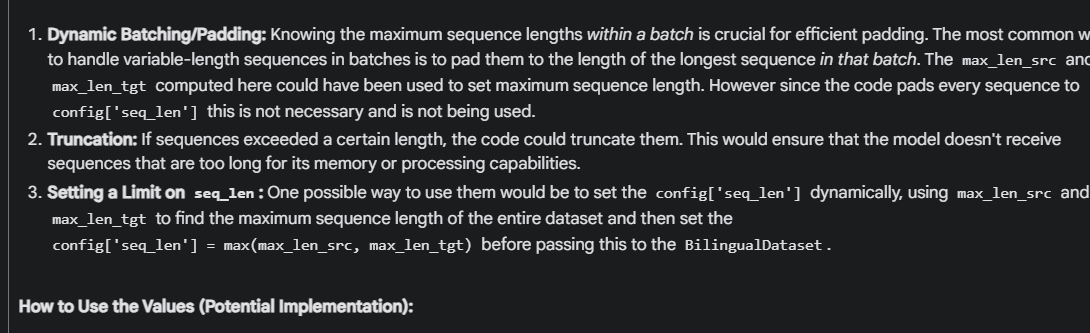 1. Dynamic Batching/Padding: Knowing the maximum sequence lengths within a batch is crucial for efficient padding. The most common
to handle variable-length sequences in batches is to pad them to the length of the longest sequence in that batch. The max_len_src
max_len_tgt computed here could have been used to set maximum sequence length. However since the code pads every sequence to
config['seq_len'] this is not necessary and is not being used.
2. Truncation: If sequences exceeded a certain length, the code could truncate them. This would ensure that the model doesn't receive
sequences that are too long for its memory or processing capabilities.
3. Setting a Limit on seq_len: One possible way to use them would be to set the config['seq_len'] dynamically, using max_len_src and
max_len_tgt to find the maximum sequence length of the entire dataset and then set the
config['seq_len'] = max(max_len_src, max_len_tgt) before passing this to the BilingualDataset.
How to Use the Values (Potential Implementation):